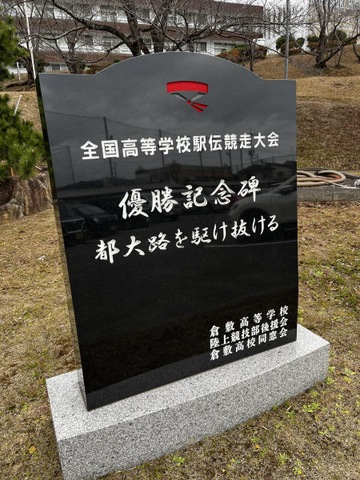 全国高等学校駅伝競走大会
優勝記念碑
都大路を駆け抜ける
倉敷高等学校
陸上競技部後援会
倉敷高校同窓会